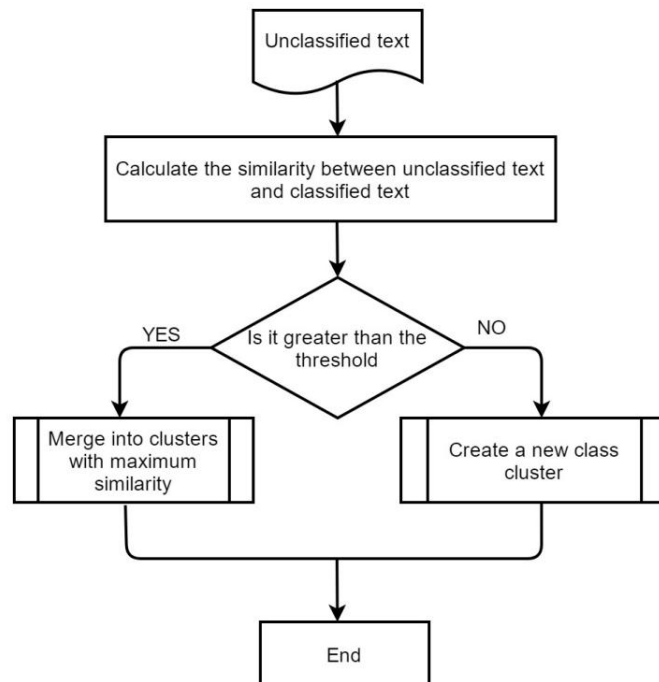 Unclassified text
Calculate the similarity between unclassified text
and classified text
YES
Is it greater than the
threshold
NO
Merge into clusters
with maximum
similarity
Create a new class
cluster
End